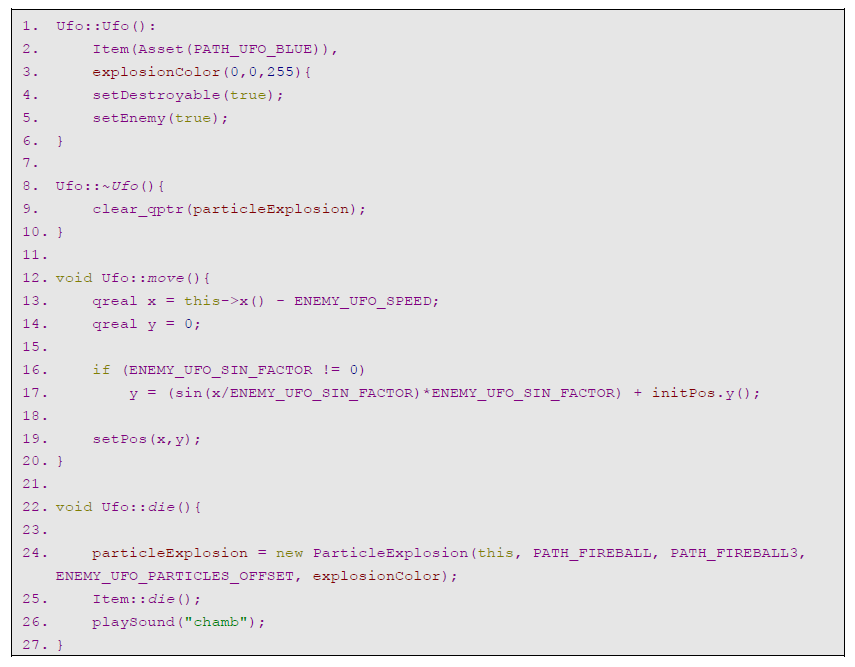 1. Ufo::Ufo():
2.     Item(Asset(PATH_UFO_BLUE)),
3.     explosionColor(0,0,255){
4.     setDestroyable(true);
5.     setEnemy(true);
6. }
7.
8. Ufo::~Ufo(){
9.     clear_qptr(particleExplosion);
10. }
11.
12. void Ufo::move(){
13.     qreal x = this->x() - ENEMY_UFO_SPEED;
14.     qreal y = 0;
15.
16.     if (ENEMY_UFO_SIN_FACTOR != 0)
17.         y = (sin(x/ENEMY_UFO_SIN_FACTOR)*ENEMY_UFO_SIN_FACTOR) + initPos.y();
18.
19.     setPos(x,y);
20. }
21.
22. void Ufo::die(){
23.
24.     particleExplosion = new ParticleExplosion(this, PATH_FIREBALL, PATH_FIREBALL3,
ENEMY_UFO_PARTICLES_OFFSET, explosionColor);
25.     Item::die();
26.     playSound("chamb");
27. }